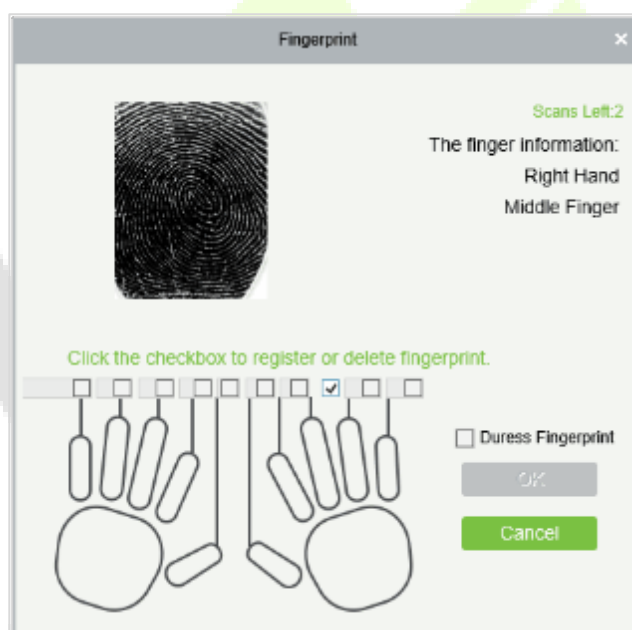 Fingerprint
Scans Left:2
The finger information:
Right Hand
Middle Finger
Click the checkbox to register or delete fingerprint.
Duress Fingerprint
OK
Cancel